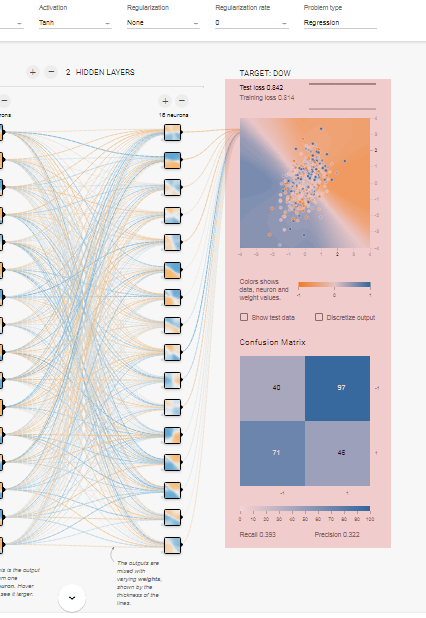 Activation
Regularization
Regularization rate
Problem type
Tanh
None
0
Regression
2 HIDDEN LAYERS
16 neurons
TARGET: DOW
Test loss 0.842
Training loss 0.814
Colors shows
data, neuron and
weight values.
-1 0 1
Show test data
Discretize output
Confusion Matrix
40 97
-1
71 46
1
-1 1
0 10 20 30 40 50 60 70 80 90 100
Recall 0.393
Precision 0.322
is is the output
om one
uron. Hover
see it larger.
The outputs are
mixed with
varying weights,
shown by the
thickness of the
lines.